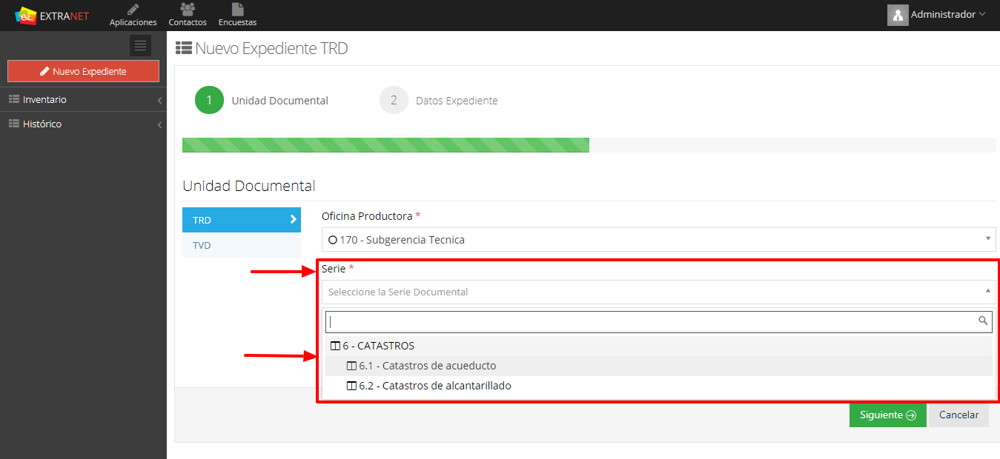 et EXTRANET
Aplicaciones
Contactos
Encuestas
Administrador
Nuevo Expediente
Inventario
Histórico
Nuevo Expediente TRD
1 Unidad Documental
2 Datos Expediente
Unidad Documental
TRD
TVD
Oficina Productora *
170 - Subgerencia Tecnica
Serie *
Seleccione la Serie Documental
6 - CATASTROS
6.1 - Catastros de acueducto
6.2 - Catastros de alcantarillado
Siguiente
Cancelar